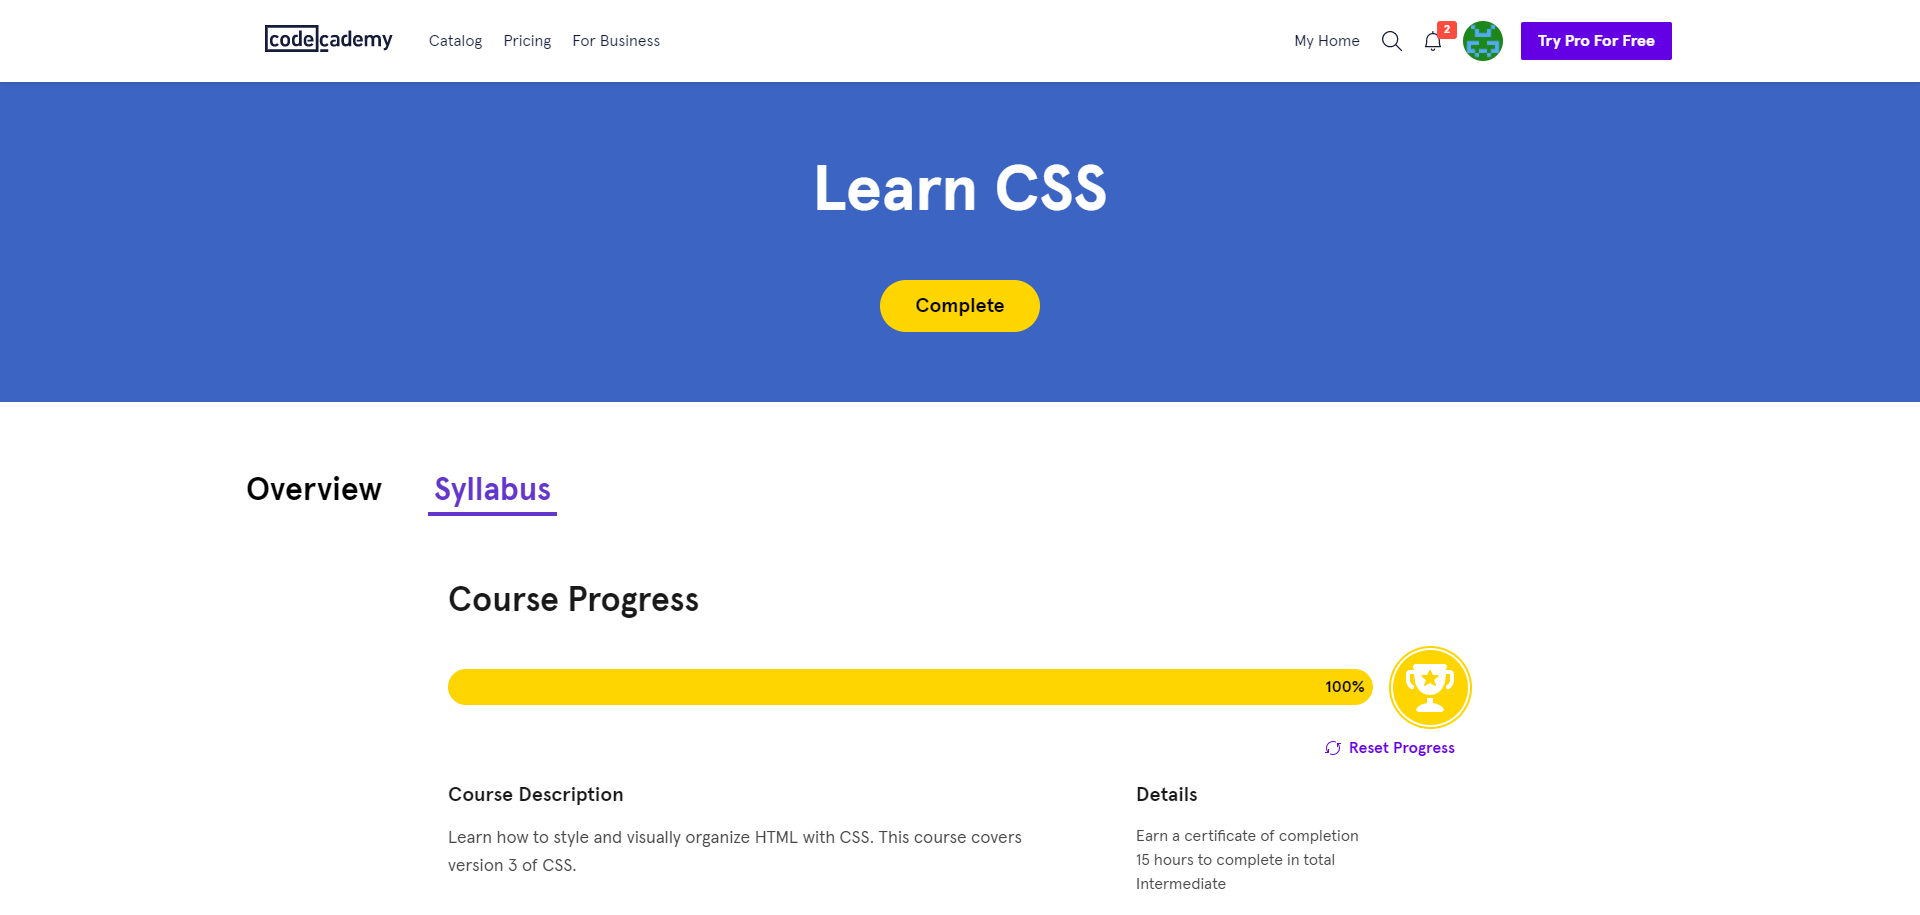 codecademy Catalog Pricing For Business My Home 2 Try Pro For Free
Learn CSS
Complete
Overview Syllabus
Course Progress
100%
Reset Progress
Course Description
Learn how to style and visually organize HTML with CSS. This course covers
version 3 of CSS.
Details
Earn a certificate of completion
15 hours to complete in total
Intermediate